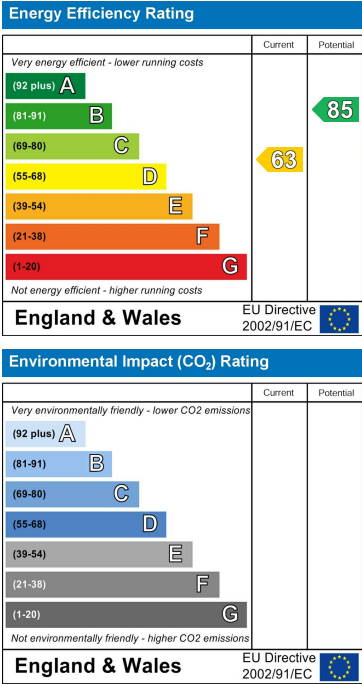 Energy Efficiency Rating
Current Potential
Very energy efficient - lower running costs
(92 plus) A
(81-91) B
85
(69-80) C
63
(55-68) D
(39-54) E
(21-38) F
(1-20) G
Not energy efficient - higher running costs
England & Wales
EU Directive
2002/91/EC
Environmental Impact (CO₂) Rating
Current Potential
Very environmentally friendly - lower CO2 emissions
(92 plus) A
(81-91) B
(69-80) C
(55-68) D
(39-54) E
(21-38) F
(1-20) G
Not environmentally friendly - higher CO2 emissions
England & Wales
EU Directive
2002/91/EC